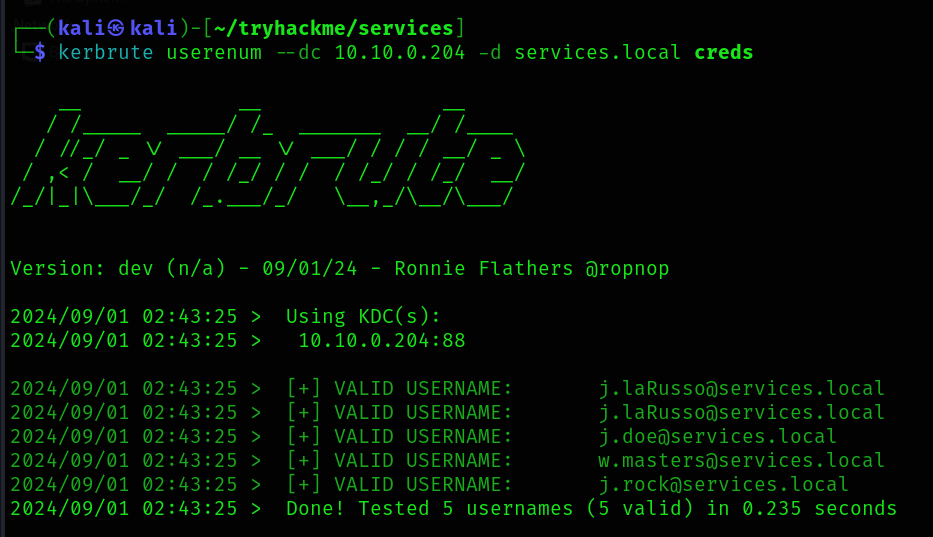 ┌──(kali㉿kali)-[~/tryhackme/services]
└─$ kerbrute userenum --dc 10.10.0.204 -d services.local creds
    __             __               __
   / /_____  _____/ /_  _______  __/ /____
  / //_/ _ \/ ___/ __ \/ ___/ / / / __/ _ \
 / ,< /  __/ /  / /_/ / /  / /_/ / /_/  __/
/_/|_|\___/_/  /_.___/_/   \__,_/\__/\___/
Version: dev (n/a) - 09/01/24 - Ronnie Flathers @ropnop
2024/09/01 02:43:25 >  Using KDC(s):
2024/09/01 02:43:25 >   10.10.0.204:88
2024/09/01 02:43:25 >  [+] VALID USERNAME:       j.laRusso@services.local
2024/09/01 02:43:25 >  [+] VALID USERNAME:       j.laRusso@services.local
2024/09/01 02:43:25 >  [+] VALID USERNAME:       j.doe@services.local
2024/09/01 02:43:25 >  [+] VALID USERNAME:       w.masters@services.local
2024/09/01 02:43:25 >  [+] VALID USERNAME:       j.rock@services.local
2024/09/01 02:43:25 >  Done! Tested 5 usernames (5 valid) in 0.235 seconds